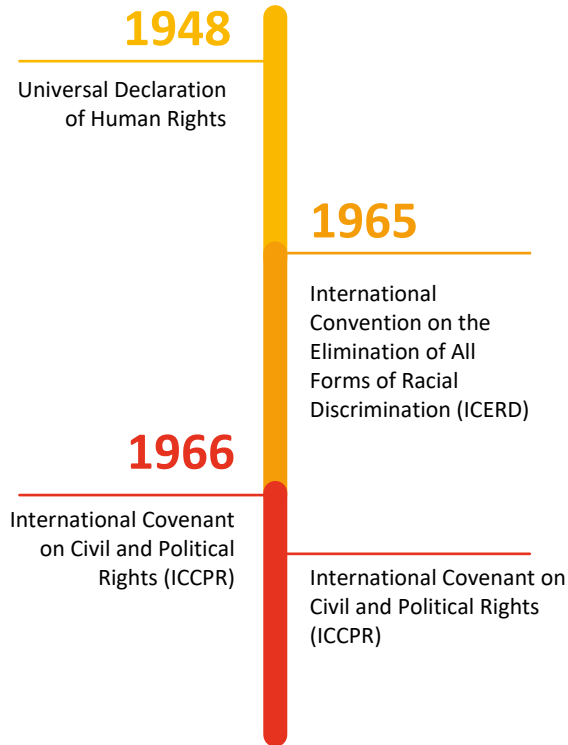 1948
Universal Declaration
of Human Rights
1965
International
Convention on the
Elimination of All
Forms of Racial
Discrimination (ICERD)
1966
International Covenant
on Civil and Political
Rights (ICCPR)
International Covenant on
Civil and Political Rights
(ICCPR)